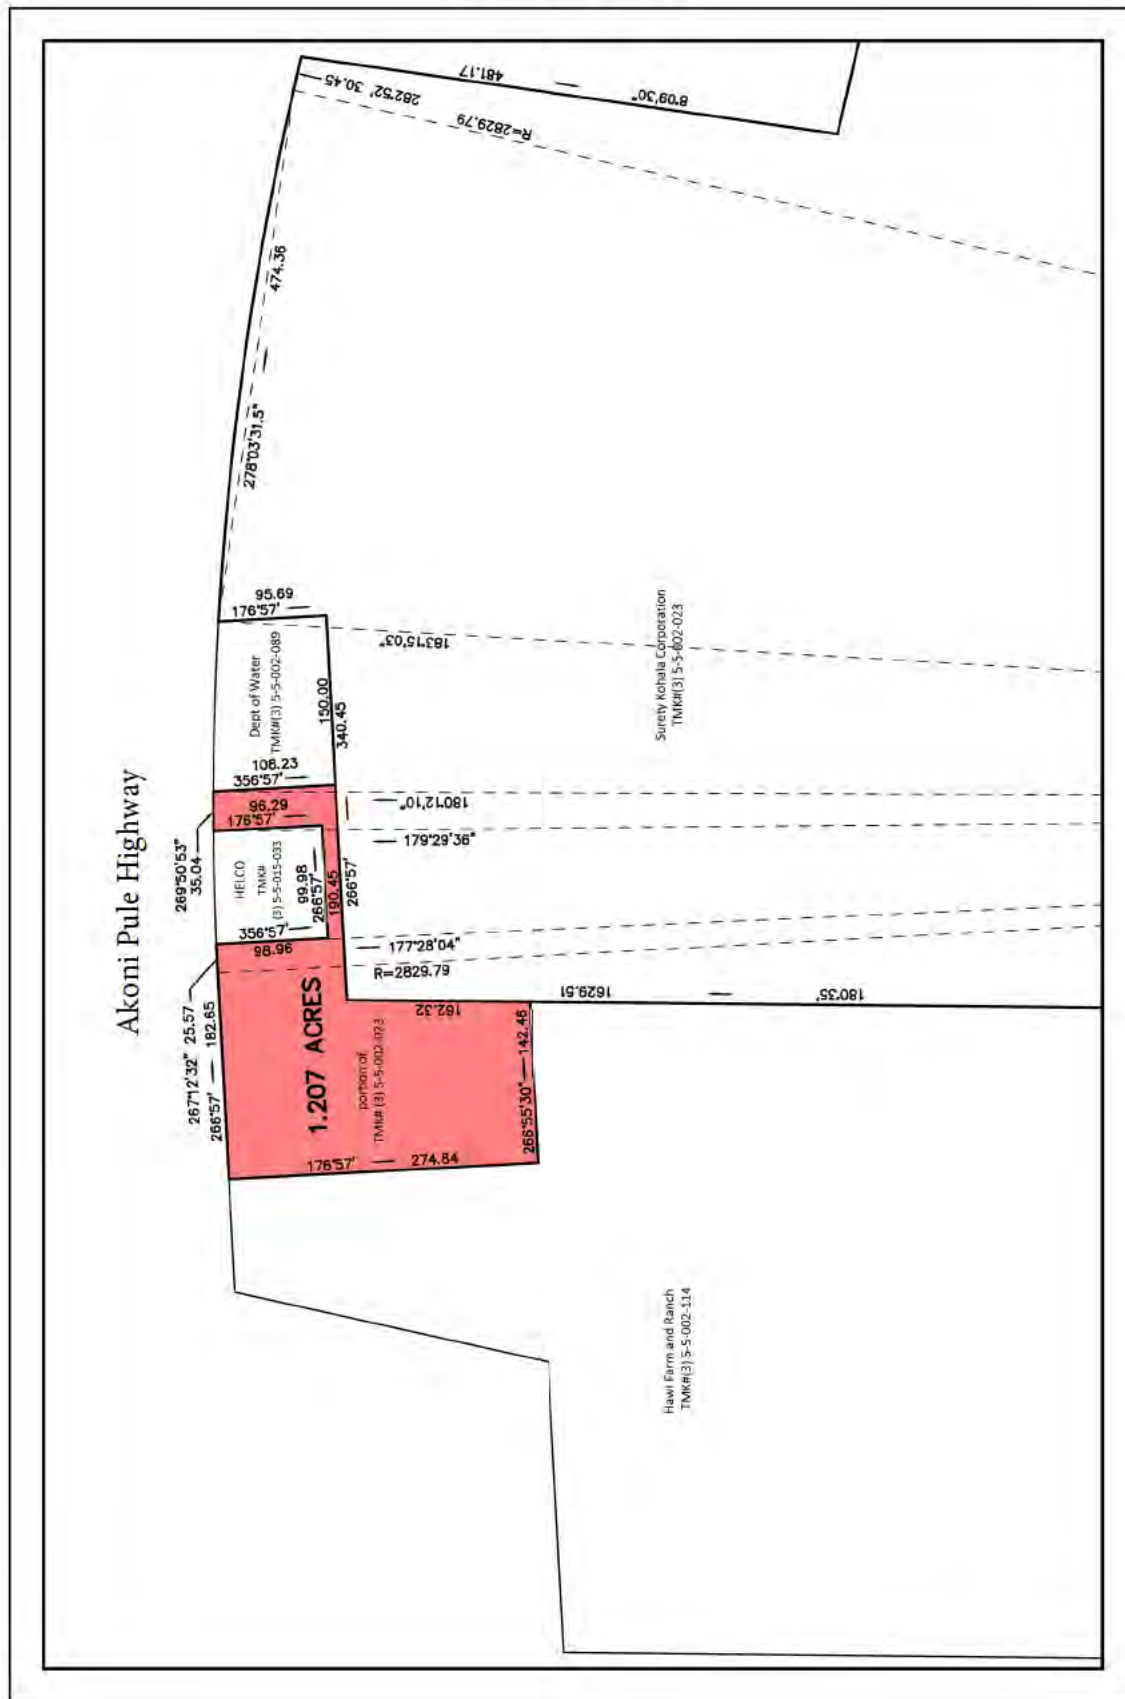 Akoni Pule Highway
267°12'32" 25.57
266°57' — 182.65
269°50'53"
35.04
278°03'31.5" — 474.36
282°52' 30.45
R=2829.79
8°09'30" — 481.17
98.96
356°57' —
HELCO
TMK#
(3) 5-5-015-033
99.98
266°57' —
190.45
96.29
176°57' —
108.23
356°57' —
Dept of Water
TMK#(3) 5-5-002-089
95.69
176°57' —
150.00
340.45
266°57' —
1.207 ACRES
portion of
TMK# (3) 5-5-002-023
176°57' — 274.84
162.32
266°55'30" — 142.46
R=2829.79
— 177°28'04"
— 179°29'36"
180°12'10" —
183°15'03" —
180°35' — 1629.51
Surety Kohala Corporation
TMK#(3) 5-5-002-023
Hawi Farm and Ranch
TMK#(3) 5-5-002-114